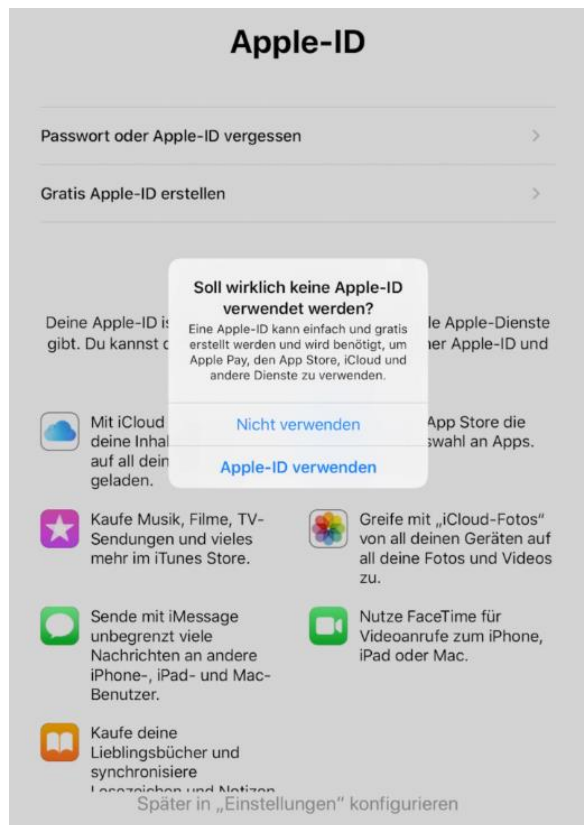 Apple-ID
Passwort oder Apple-ID vergessen
Gratis Apple-ID erstellen
Soll wirklich keine Apple-ID
verwendet werden?
Eine Apple-ID kann einfach und gratis
erstellt werden und wird benötigt, um
Apple Pay, den App Store, iCloud und
andere Dienste zu verwenden.
Nicht verwenden
Apple-ID verwenden
Deine Apple-ID le Apple-Dienste
gibt. Du kannst er Apple-ID und
Mit iCloud
deine
auf all
geladen.
App Store die
an Apps.
Kaufe Musik, Filme, TV-
Sendungen und vieles
mehr im iTunes Store.
Greife mit „iCloud-Fotos“
von all deinen Geräten auf
all deine Fotos und Videos
zu.
Sende mit iMessage
unbegrenzt viele
Nachrichten an andere
iPhone-, iPad- und Mac-
Benutzer.
Nutze FaceTime für
Videoanrufe zum iPhone,
iPad oder Mac.
Kaufe deine
Lieblingsbücher und
synchronisiere
Lesezeichen und Notizen
Später in „Einstellungen“ konfigurieren